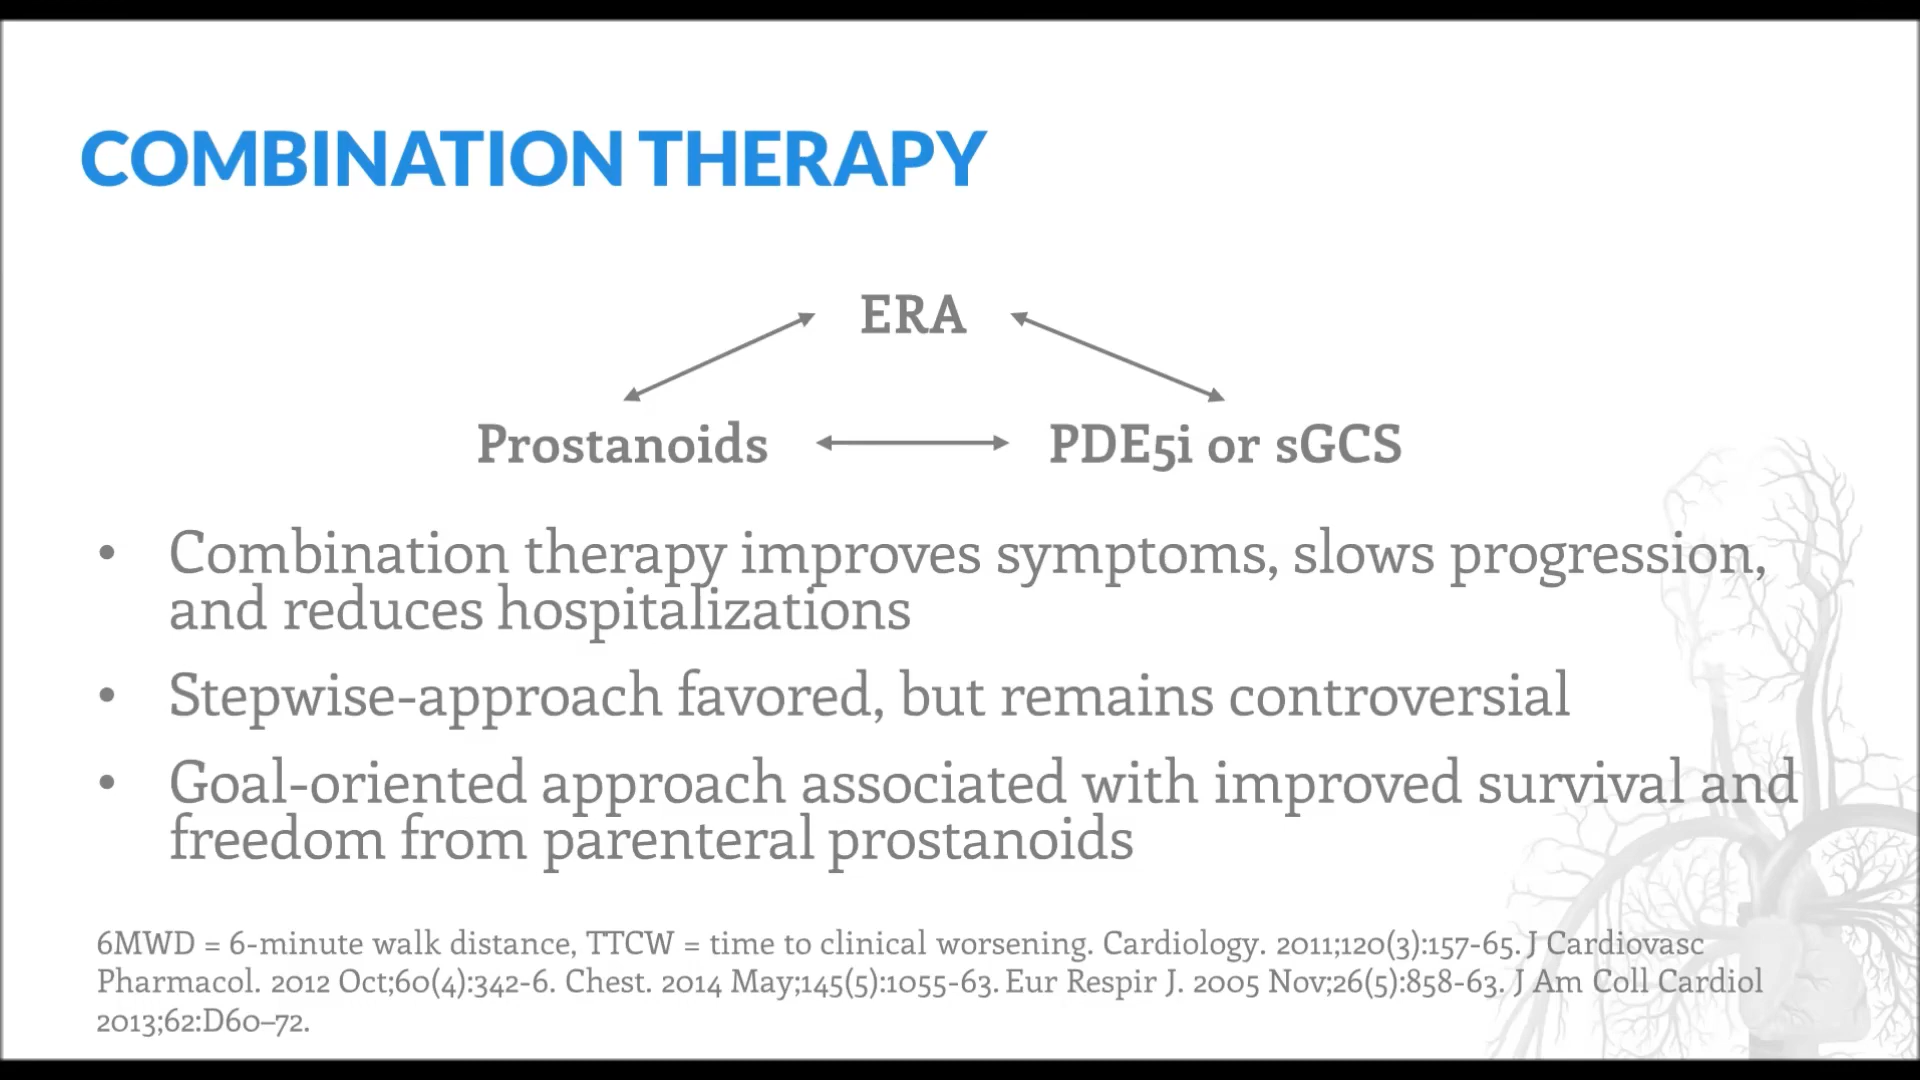 COMBINATION THERAPY
ERA
Prostanoids
PDE5i or sGCS
• Combination therapy improves symptoms, slows progression,
and reduces hospitalizations
• Stepwise-approach favored, but remains controversial
• Goal-oriented approach associated with improved survival and
freedom from parenteral prostanoids
6MWD = 6-minute walk distance, TTCW = time to clinical worsening. Cardiology. 2011;120(3):157-65. J Cardiovasc
Pharmacol. 2012 Oct;60(4):342-6. Chest. 2014 May;145(5):1055-63. Eur Respir J. 2005 Nov;26(5):858-63. J Am Coll Cardiol
2013;62:D60–72.